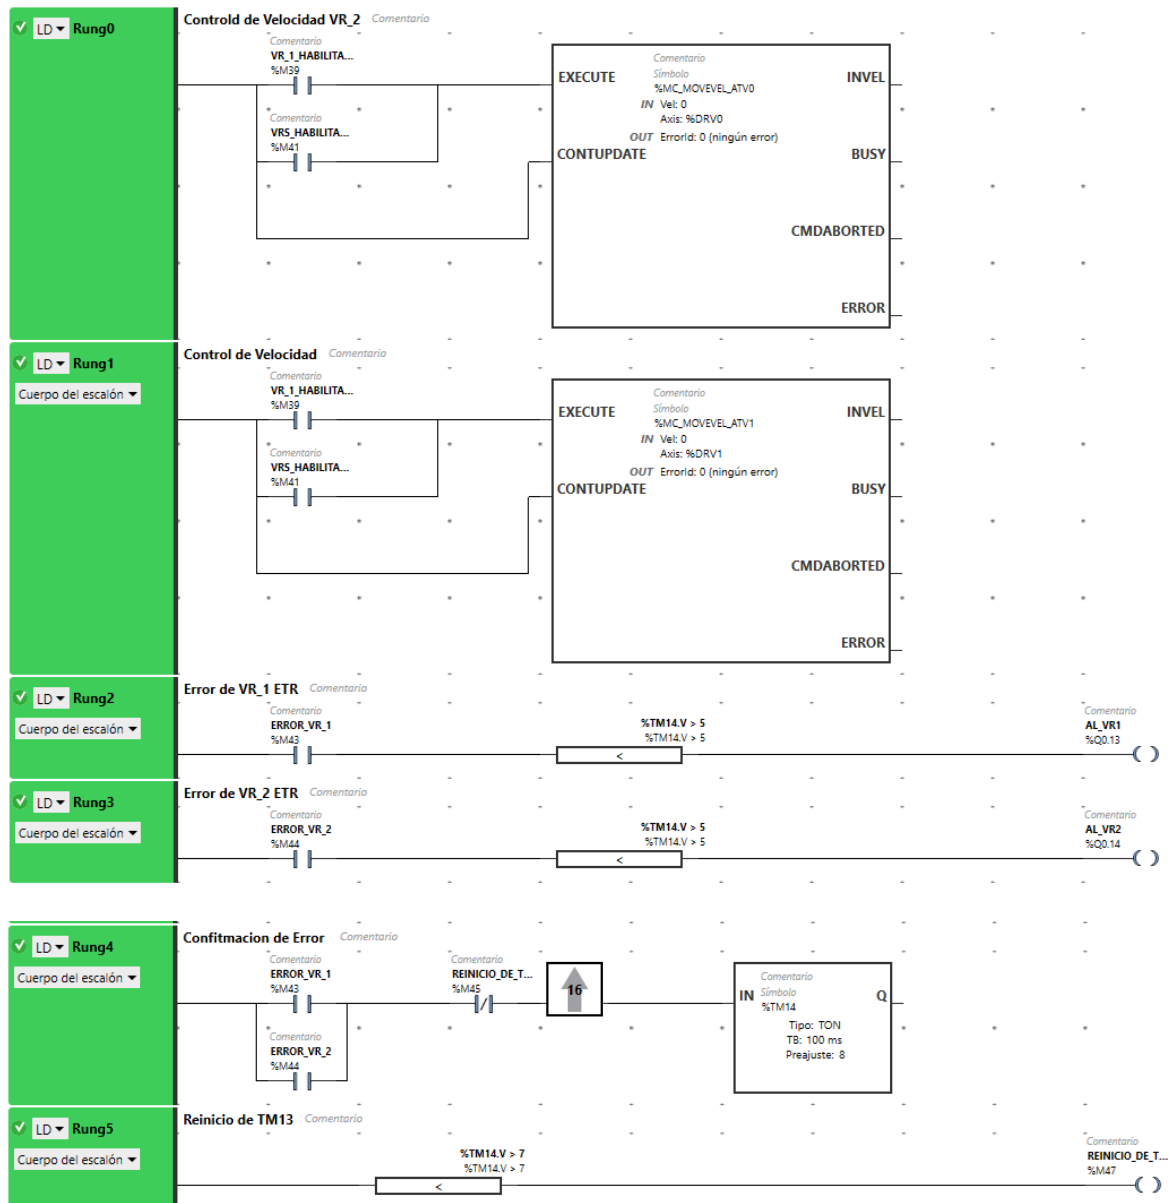 LD Rung0
Controld de Velocidad VR_2 Comentario
Comentario
VR_1_HABILITA...
%M39
Comentario
VRS_HABILITA...
%M41
EXECUTE
CONTUPDATE
Comentario
Símbolo
%MC_MOVEVEL_ATV0
IN Vel: 0
Axis: %DRV0
OUT ErrorId: 0 (ningún error)
INVEL
BUSY
CMDABORTED
ERROR
LD Rung1
Cuerpo del escalón
Control de Velocidad Comentario
Comentario
VR_1_HABILITA...
%M39
Comentario
VRS_HABILITA...
%M41
EXECUTE
CONTUPDATE
Comentario
Símbolo
%MC_MOVEVEL_ATV1
IN Vel: 0
Axis: %DRV1
OUT ErrorId: 0 (ningún error)
INVEL
BUSY
CMDABORTED
ERROR
LD Rung2
Cuerpo del escalón
Error de VR_1 ETR Comentario
Comentario
ERROR_VR_1
%M43
%TM14.V > 5
%TM14.V > 5
<
Comentario
AL_VR1
%Q0.13
LD Rung3
Cuerpo del escalón
Error de VR_2 ETR Comentario
Comentario
ERROR_VR_2
%M44
%TM14.V > 5
%TM14.V > 5
<
Comentario
AL_VR2
%Q0.14
LD Rung4
Cuerpo del escalón
Confitmacion de Error Comentario
Comentario
ERROR_VR_1
%M43
Comentario
ERROR_VR_2
%M44
Comentario
REINICIO_DE_T...
%M45
16
IN
Comentario
Símbolo
%TM14
Tipo: TON
TB: 100 ms
Preajuste: 8
Q
LD Rung5
Cuerpo del escalón
Reinicio de TM13 Comentario
%TM14.V > 7
%TM14.V > 7
<
Comentario
REINICIO_DE_T...
%M47